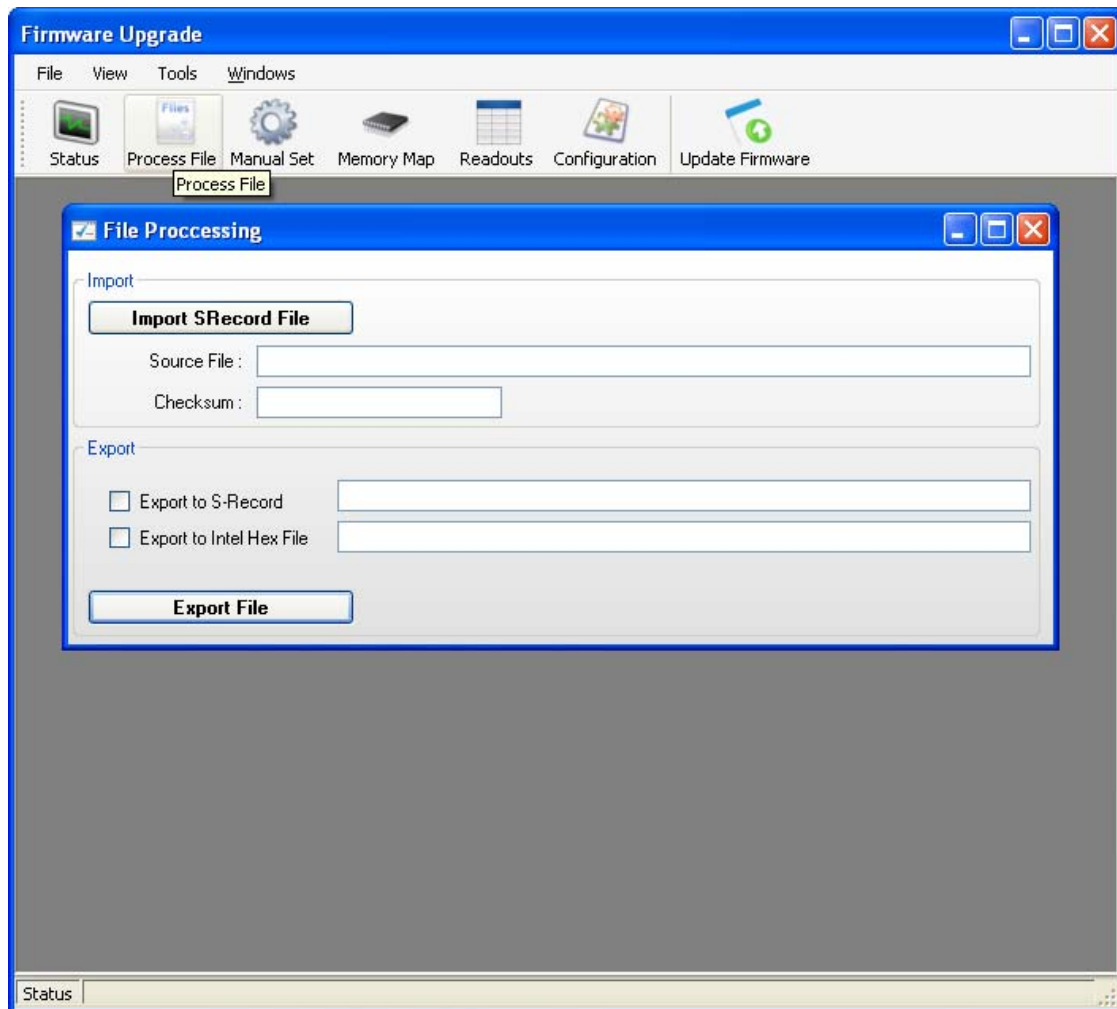 Firmware Upgrade
File View Tools Windows
Files
Status Process File Manual Set Memory Map Readouts Configuration Update Firmware
Process File
File Proccessing
Import
Import SRecord File
Source File :
Checksum :
Export
Export to S-Record
Export to Intel Hex File
Export File
Status